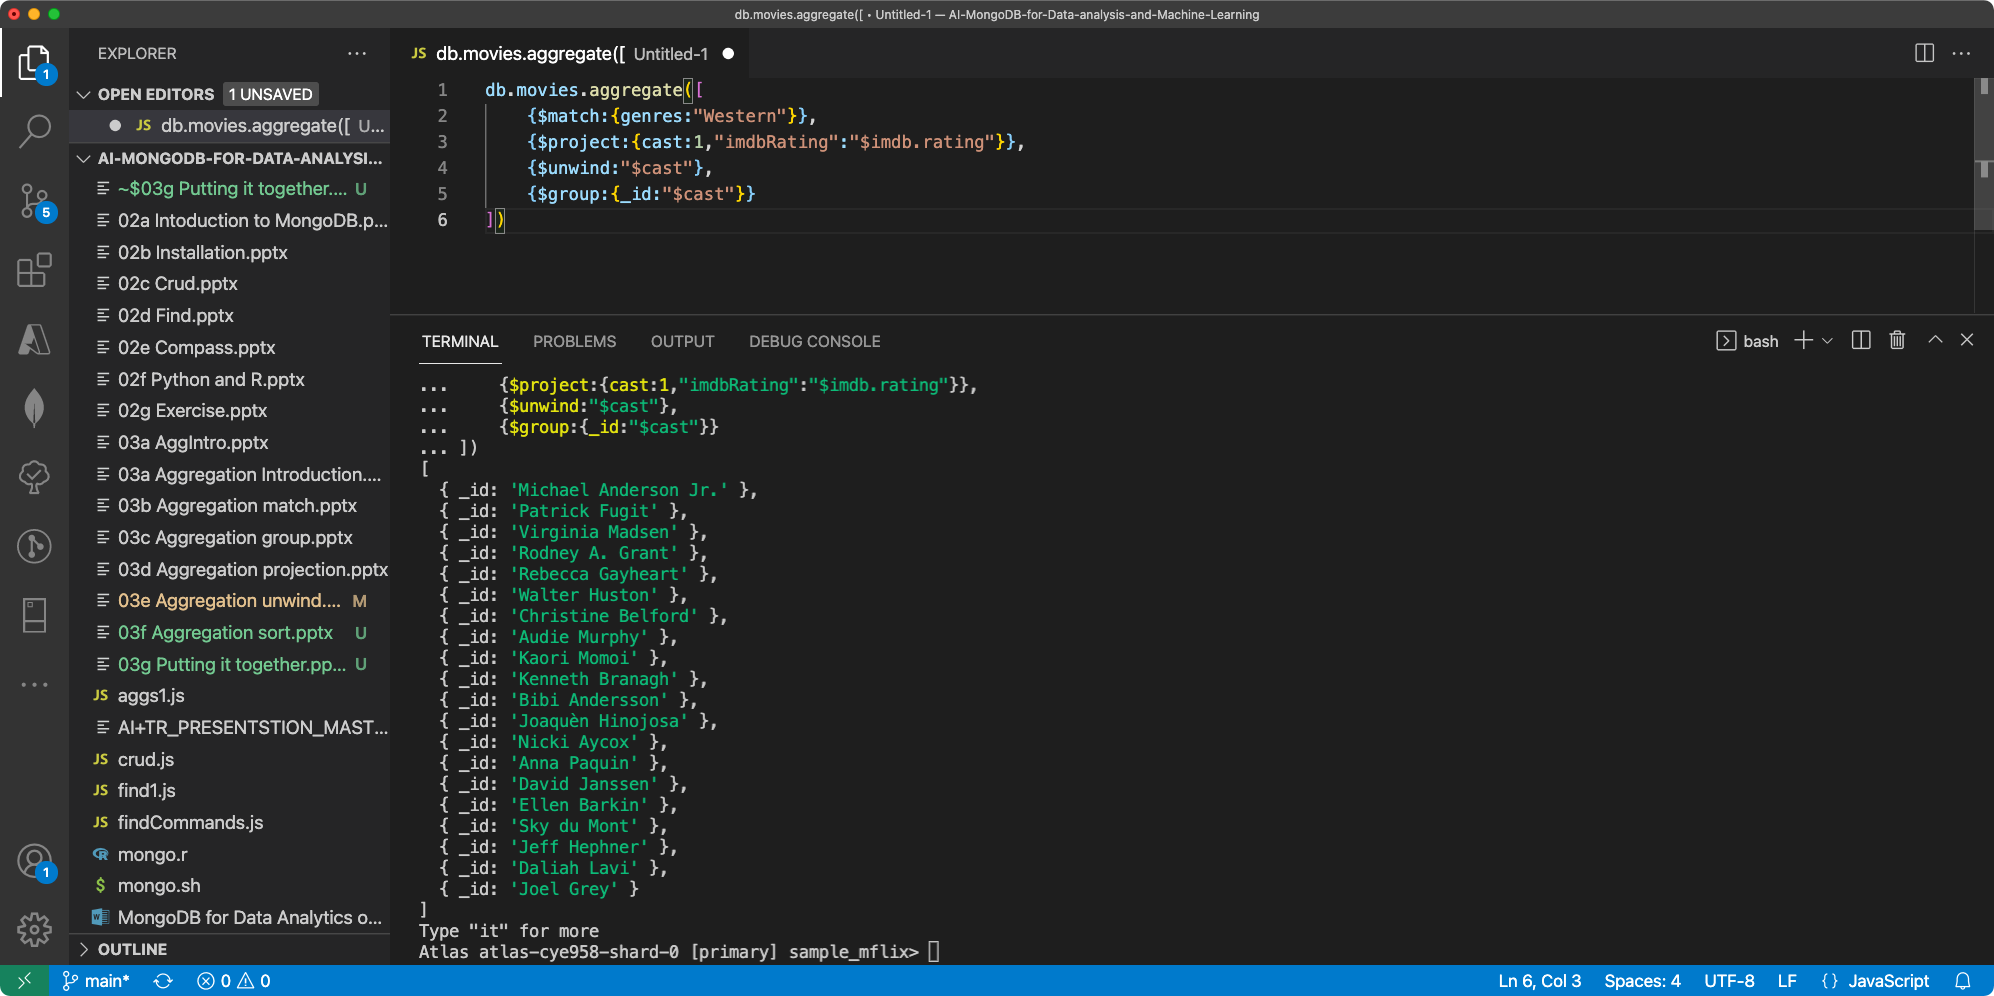 db.movies.aggregate([ • Untitled-1 — AI-MongoDB-for-Data-analysis-and-Machine-Learning
EXPLORER
OPEN EDITORS 1 UNSAVED
JS db.movies.aggregate([ U...
AI-MONGODB-FOR-DATA-ANALYSI...
~$03g Putting it together.... U
02a Intoduction to MongoDB.p...
02b Installation.pptx
02c Crud.pptx
02d Find.pptx
02e Compass.pptx
02f Python and R.pptx
02g Exercise.pptx
03a AggIntro.pptx
03a Aggregation Introduction....
03b Aggregation match.pptx
03c Aggregation group.pptx
03d Aggregation projection.pptx
03e Aggregation unwind.... M
03f Aggregation sort.pptx U
03g Putting it together.pp... U
JS aggs1.js
AI+TR_PRESENTSTION_MAST...
JS crud.js
JS find1.js
JS findCommands.js
R mongo.r
$ mongo.sh
W MongoDB for Data Analytics o...
OUTLINE
1
5
1
JS db.movies.aggregate([ Untitled-1
1 db.movies.aggregate([
2 {$match:{genres:"Western"}},
3 {$project:{cast:1,"imdbRating":"$imdb.rating"}},
4 {$unwind:"$cast"},
5 {$group:{_id:"$cast"}}
6 ])
TERMINAL PROBLEMS OUTPUT DEBUG CONSOLE bash
... {$project:{cast:1,"imdbRating":"$imdb.rating"}},
... {$unwind:"$cast"},
... {$group:{_id:"$cast"}}
... ])
[
{ _id: 'Michael Anderson Jr.' },
{ _id: 'Patrick Fugit' },
{ _id: 'Virginia Madsen' },
{ _id: 'Rodney A. Grant' },
{ _id: 'Rebecca Gayheart' },
{ _id: 'Walter Huston' },
{ _id: 'Christine Belford' },
{ _id: 'Audie Murphy' },
{ _id: 'Kaori Momoi' },
{ _id: 'Kenneth Branagh' },
{ _id: 'Bibi Andersson' },
{ _id: 'Joaquèn Hinojosa' },
{ _id: 'Nicki Aycox' },
{ _id: 'Anna Paquin' },
{ _id: 'David Janssen' },
{ _id: 'Ellen Barkin' },
{ _id: 'Sky du Mont' },
{ _id: 'Jeff Hephner' },
{ _id: 'Daliah Lavi' },
{ _id: 'Joel Grey' }
]
Type "it" for more
Atlas atlas-cye958-shard-0 [primary] sample_mflix>
main* 0 0 Ln 6, Col 3 Spaces: 4 UTF-8 LF {} JavaScript